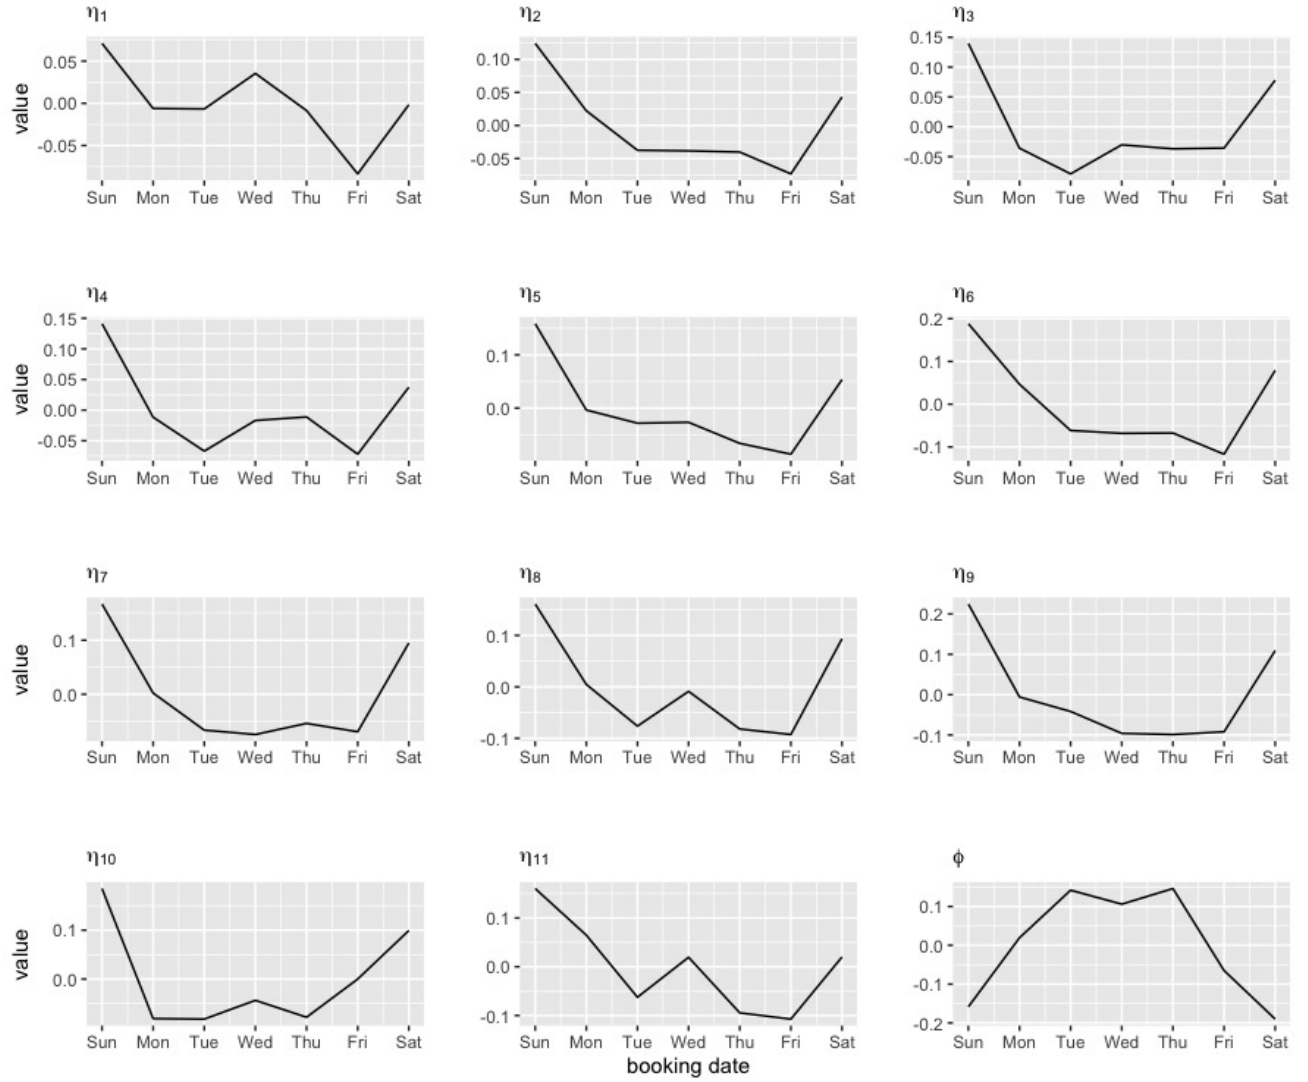 η1 η2 η3
value
0.05
0.00
-0.05
Sun Mon Tue Wed Thu Fri Sat
0.10
0.05
0.00
-0.05
Sun Mon Tue Wed Thu Fri Sat
0.15
0.10
0.05
0.00
-0.05
Sun Mon Tue Wed Thu Fri Sat
η4 η5 η6
value
0.15
0.10
0.05
0.00
-0.05
Sun Mon Tue Wed Thu Fri Sat
0.1
0.0
Sun Mon Tue Wed Thu Fri Sat
0.2
0.1
0.0
-0.1
Sun Mon Tue Wed Thu Fri Sat
η7 η8 η9
value
0.1
0.0
Sun Mon Tue Wed Thu Fri Sat
0.1
0.0
-0.1
Sun Mon Tue Wed Thu Fri Sat
0.2
0.1
0.0
-0.1
Sun Mon Tue Wed Thu Fri Sat
η10 η11 ϕ
value
0.1
0.0
Sun Mon Tue Wed Thu Fri Sat
0.1
0.0
-0.1
Sun Mon Tue Wed Thu Fri Sat
0.1
0.0
-0.1
-0.2
Sun Mon Tue Wed Thu Fri Sat
booking date